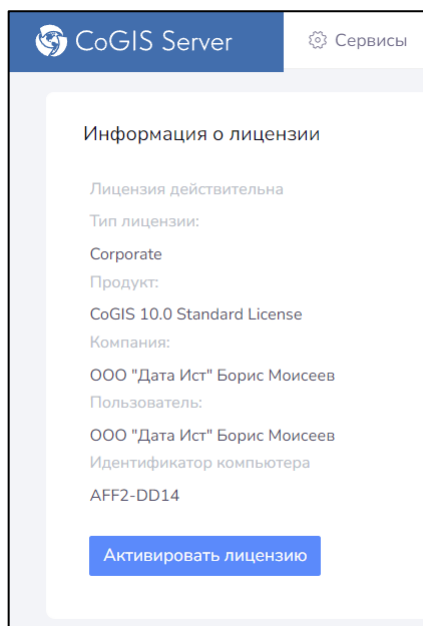 CoGIS Server
Сервисы
Информация о лицензии
Лицензия действительна
Тип лицензии:
Corporate
Продукт:
CoGIS 10.0 Standard License
Компания:
ООО "Дата Ист" Борис Моисеев
Пользователь:
ООО "Дата Ист" Борис Моисеев
Идентификатор компьютера
AFF2-DD14
Активировать лицензию